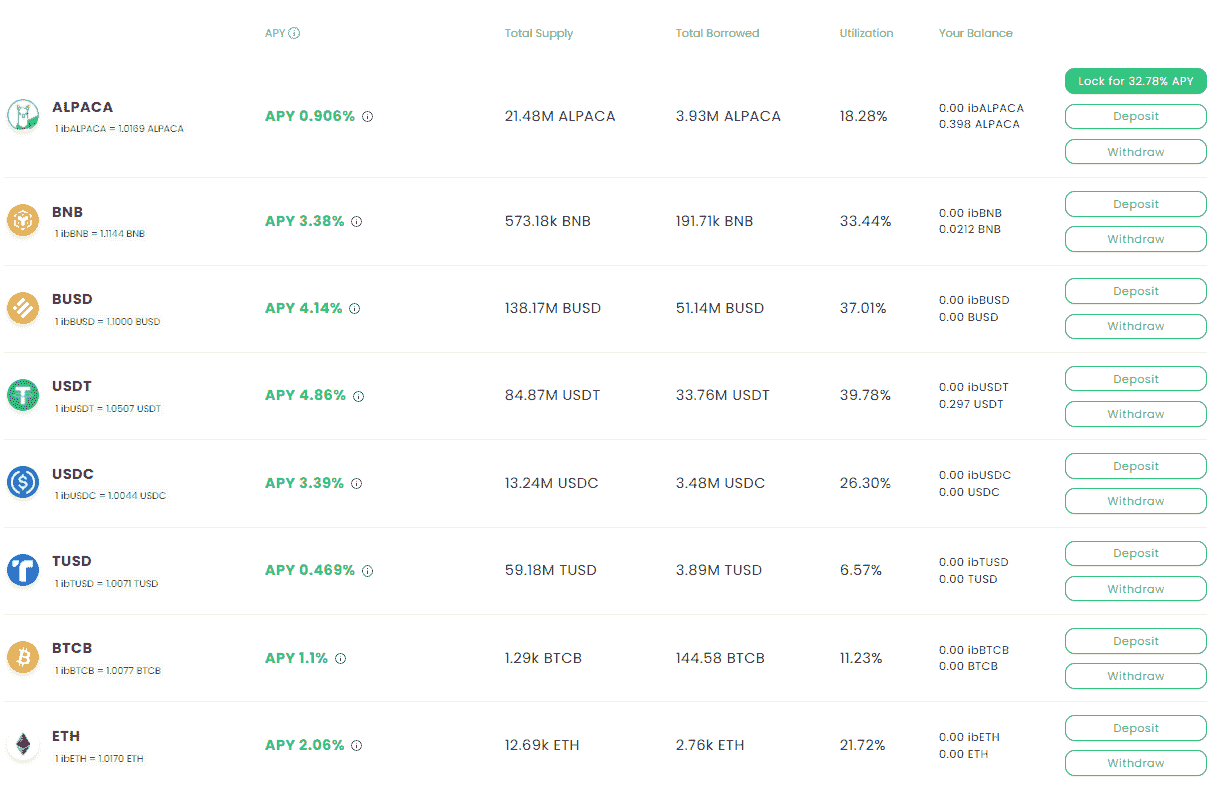 APY Total Supply Total Borrowed Utilization Your Balance
Lock for 32.78% APY
ALPACA
1 ibALPACA = 1.0169 ALPACA
APY 0.906%
21.48M ALPACA
3.93M ALPACA
18.28%
0.00 ibALPACA
0.398 ALPACA
Deposit
Withdraw
BNB
1 ibBNB = 1.1144 BNB
APY 3.38%
573.18k BNB
191.71k BNB
33.44%
0.00 ibBNB
0.0212 BNB
Deposit
Withdraw
BUSD
1 ibBUSD = 1.1000 BUSD
APY 4.14%
138.17M BUSD
51.14M BUSD
37.01%
0.00 ibBUSD
0.00 BUSD
Deposit
Withdraw
USDT
1 ibUSDT = 1.0507 USDT
APY 4.86%
84.87M USDT
33.76M USDT
39.78%
0.00 ibUSDT
0.297 USDT
Deposit
Withdraw
USDC
1 ibUSDC = 1.0044 USDC
APY 3.39%
13.24M USDC
3.48M USDC
26.30%
0.00 ibUSDC
0.00 USDC
Deposit
Withdraw
TUSD
1 ibTUSD = 1.0071 TUSD
APY 0.469%
59.18M TUSD
3.89M TUSD
6.57%
0.00 ibTUSD
0.00 TUSD
Deposit
Withdraw
BTCB
1 ibBTCB = 1.0077 BTCB
APY 1.1%
1.29k BTCB
144.58 BTCB
11.23%
0.00 ibBTCB
0.00 BTCB
Deposit
Withdraw
ETH
1 ibETH = 1.0170 ETH
APY 2.06%
12.69k ETH
2.76k ETH
21.72%
0.00 ibETH
0.00 ETH
Deposit
Withdraw